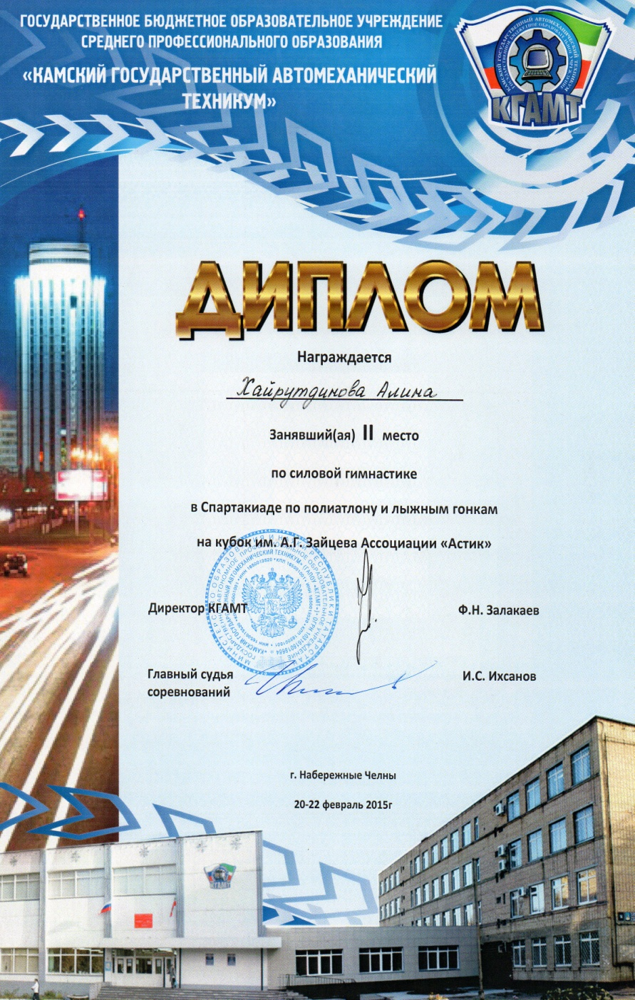 ГОСУДАРСТВЕННОЕ БЮДЖЕТНОЕ ОБРАЗОВАТЕЛЬНОЕ УЧРЕЖДЕНИЕ
СРЕДНЕГО ПРОФЕССИОНАЛЬНОГО ОБРАЗОВАНИЯ
«КАМСКИЙ ГОСУДАРСТВЕННЫЙ АВТОМЕХАНИЧЕСКИЙ
ТЕХНИКУМ»
КГАМТ
ДИПЛОМ
Награждается
Хайрутдинова Алина
Занявший(ая) II место
по силовой гимнастике
в Спартакиаде по полиатлону и лыжным гонкам
на кубок им. А.Г. Зайцева Ассоциации «Астик»
Директор КГАМТ Ф.Н. Залакаев
Главный судья И.С. Ихсанов
соревнований
г. Набережные Челны
20-22 февраль 2015г
КГАМТ